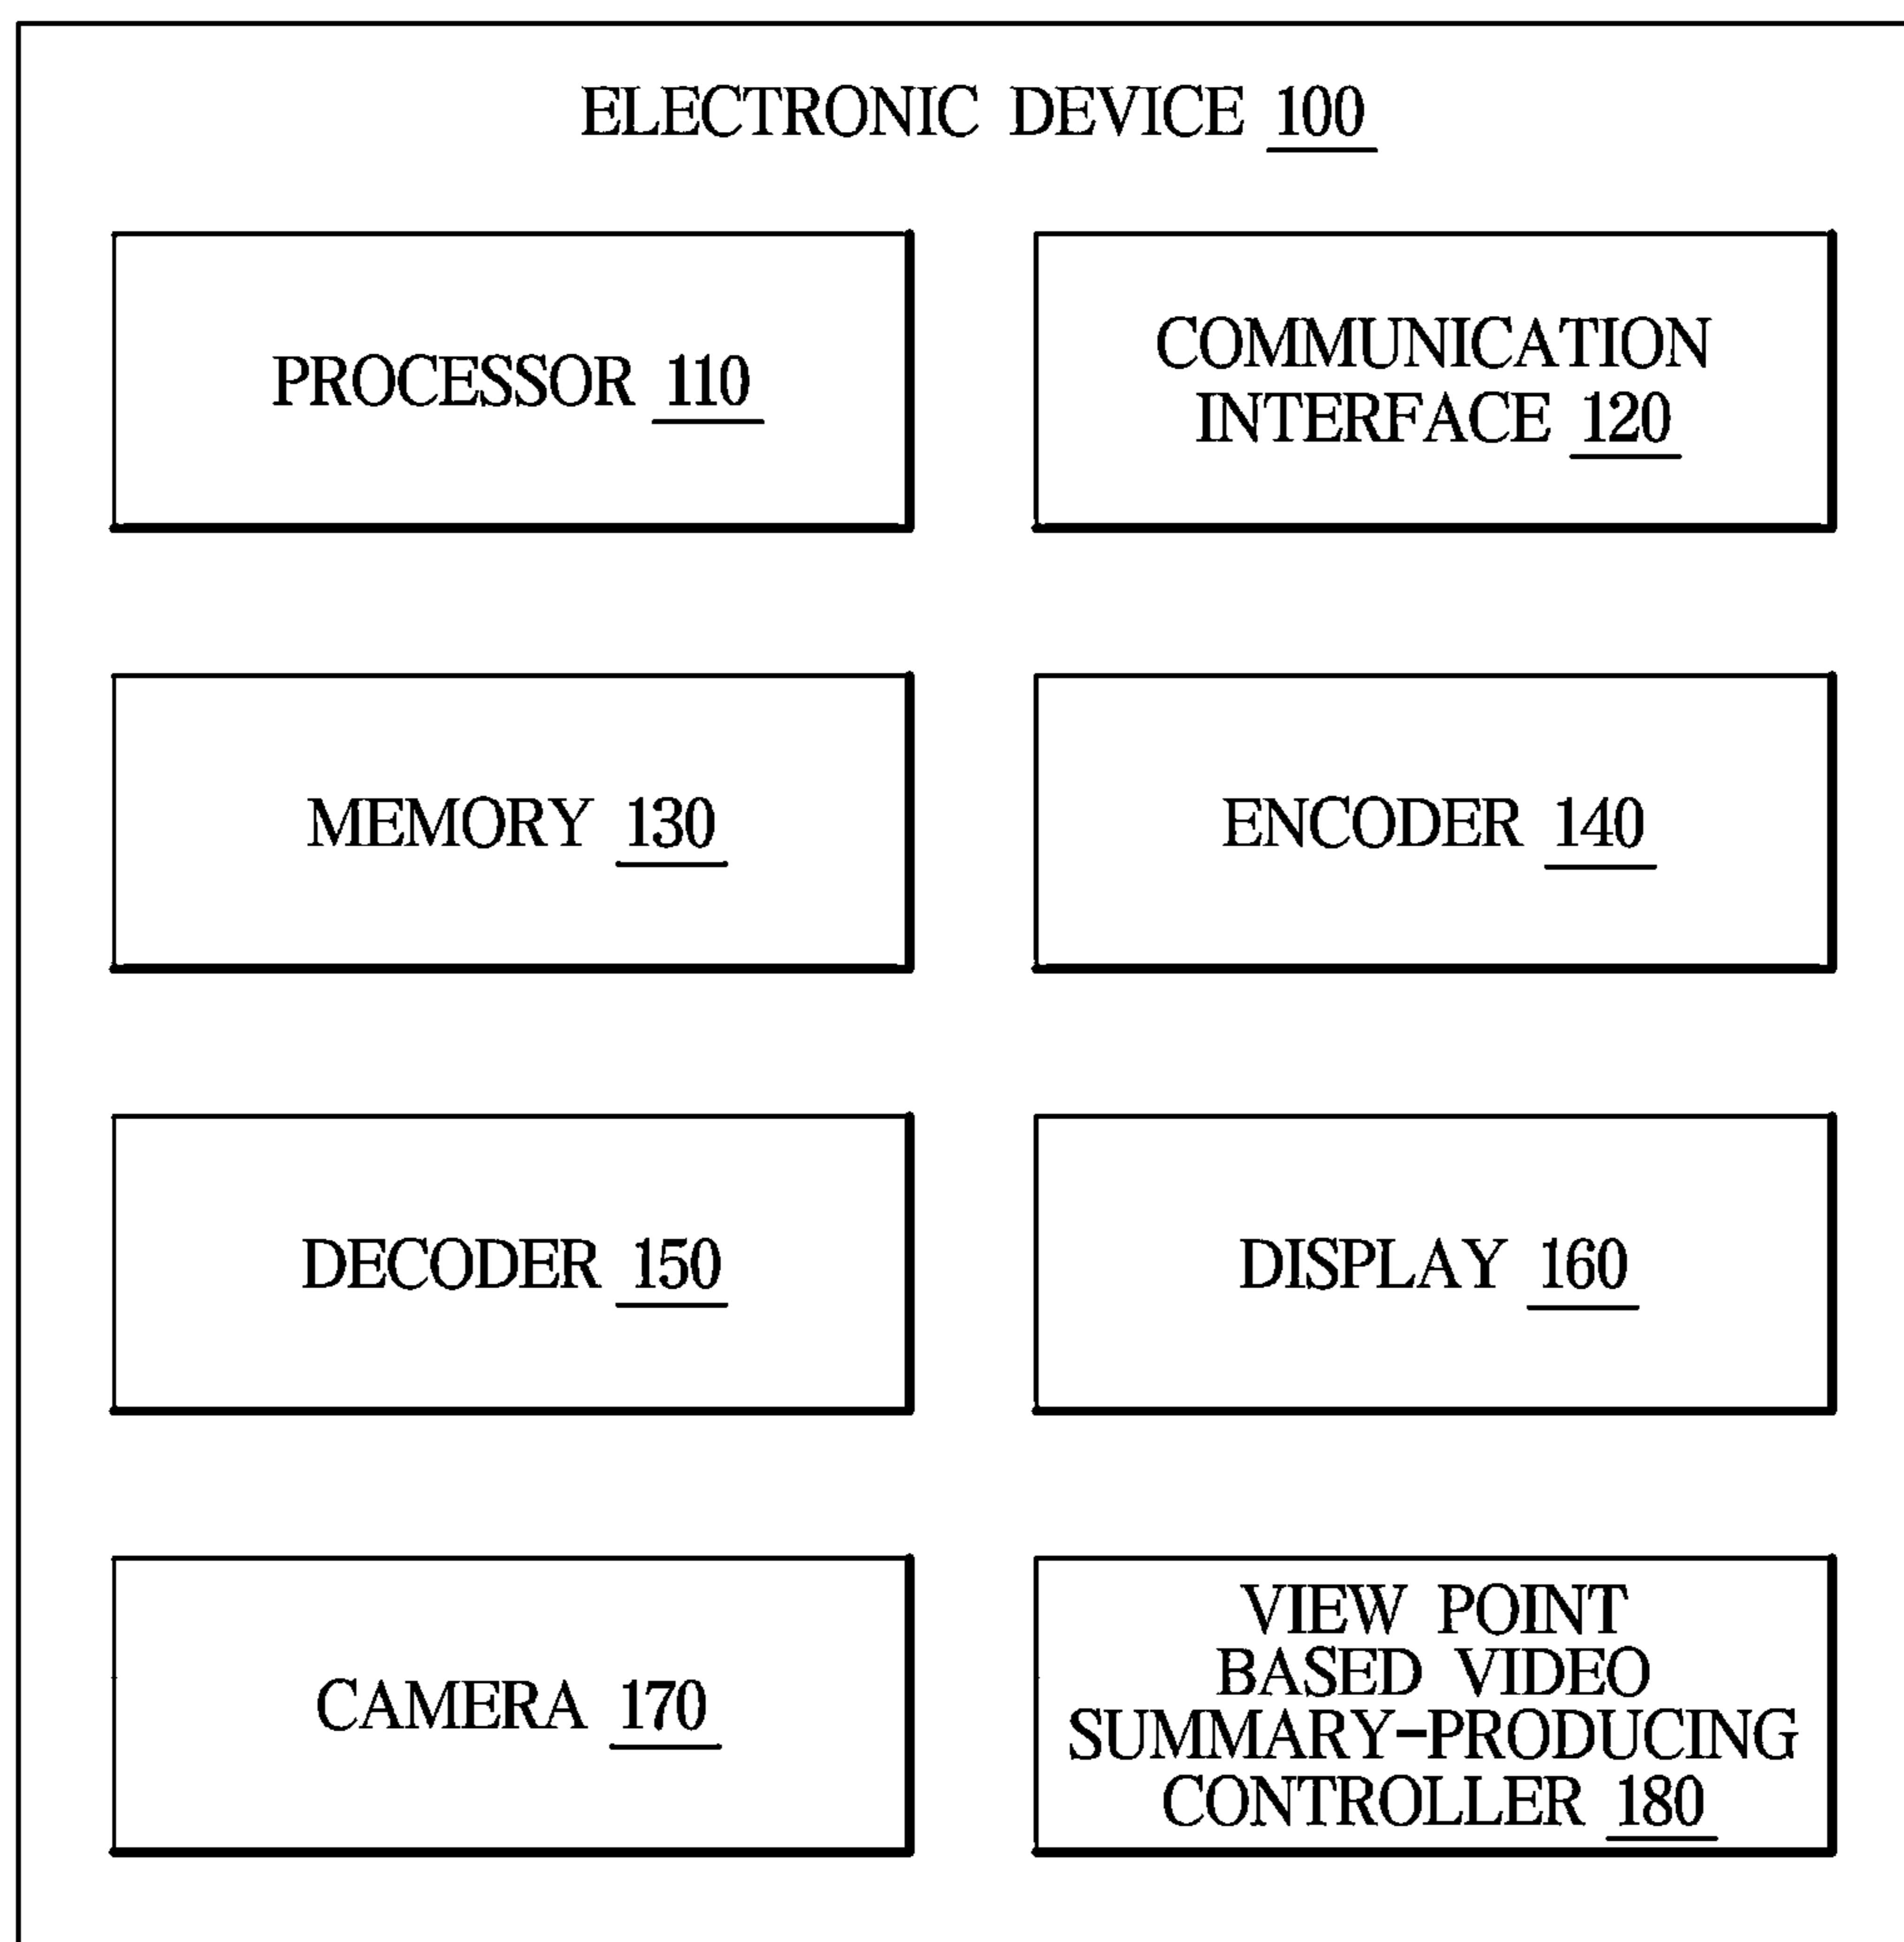 ELECTRONIC DEVICE 100
PROCESSOR 110
COMMUNICATION
INTERFACE 120
MEMORY 130
ENCODER 140
DECODER 150
DISPLAY 160
CAMERA 170
VIEW POINT
BASED VIDEO
SUMMARY-PRODUCING
CONTROLLER 180